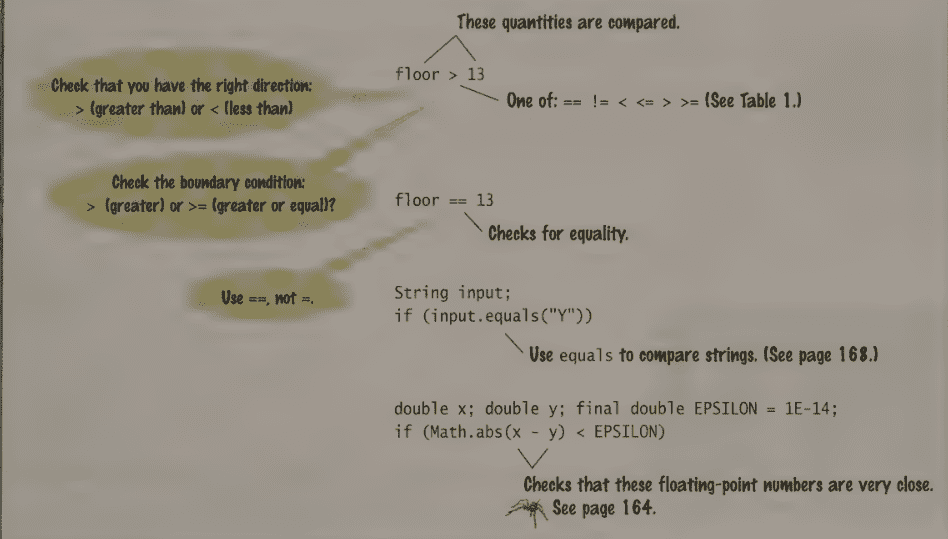 These quantities are compared.
Check that you have the right direction:
> (greater than) or < (less than)
floor > 13
One of: == != < <= > >= (See Table 1.)
Check the boundary condition:
> (greater) or >= (greater or equal)?
floor == 13
Checks for equality.
Use ==, not =.
String input;
if (input.equals("Y"))
Use equals to compare strings. (See page 168.)
double x; double y; final double EPSILON = 1E-14;
if (Math.abs(x - y) < EPSILON)
Checks that these floating-point numbers are very close.
See page 164.